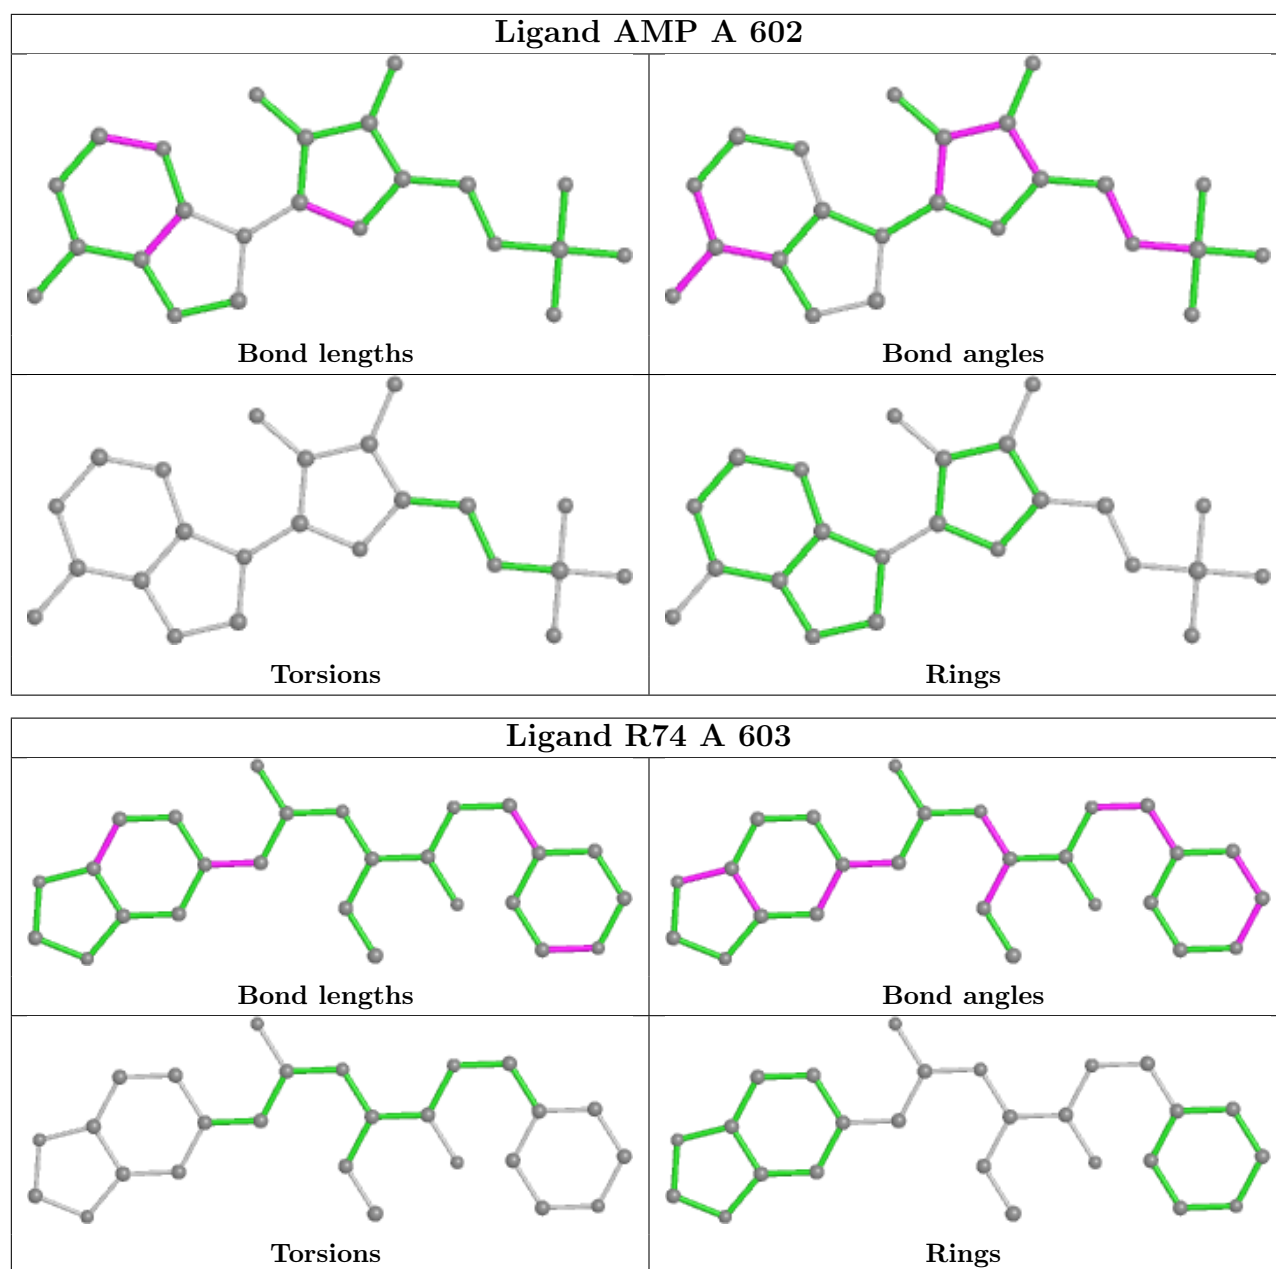 Ligand AMP A 602
Bond lengths
Bond angles
Torsions
Rings
Ligand R74 A 603
Bond lengths
Bond angles
Torsions
Rings